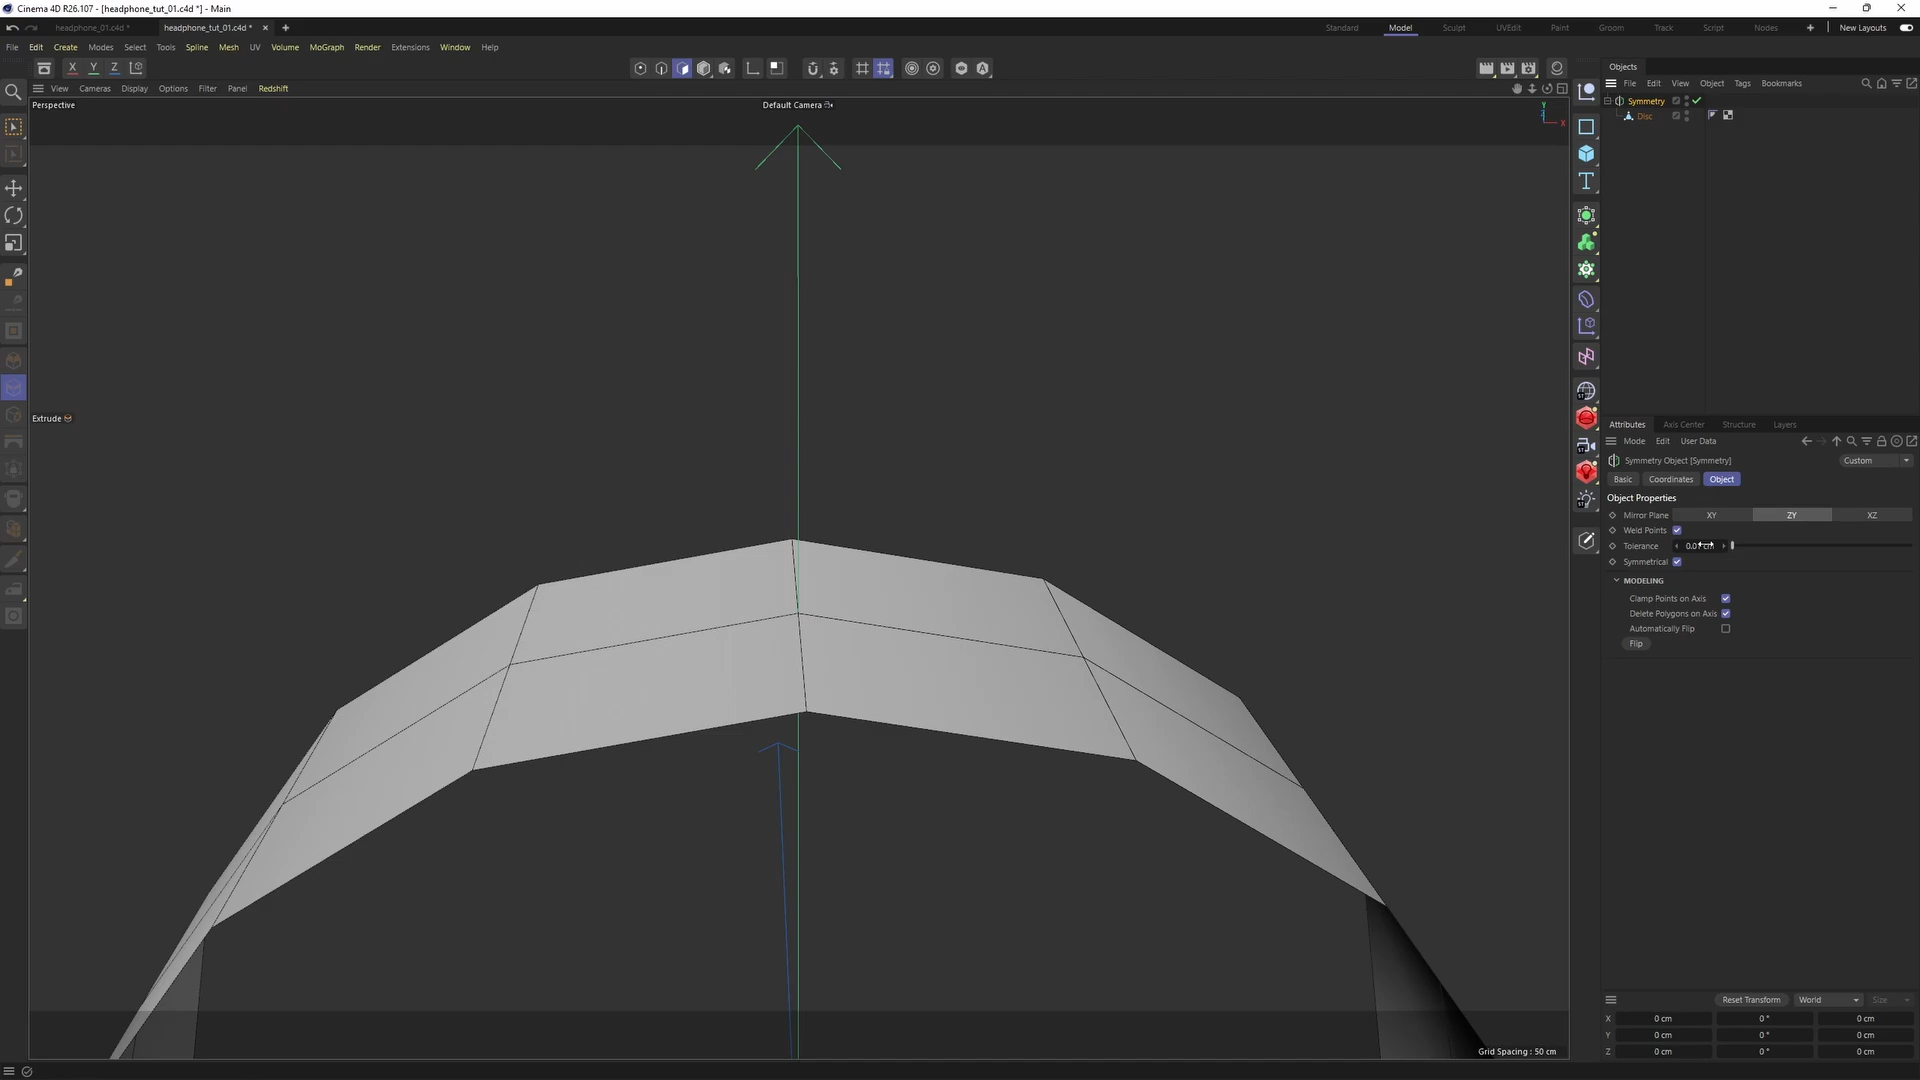 Cinema 4D R26.107 - [headphone_tut_01.c4d *] - Main
headphone_01.c4d *
headphone_tut_01.c4d *
Standard Model Sculpt UVEdit Paint Groom Track Script Nodes New Layouts
File Edit Create Modes Select Tools Spline Mesh UV Volume MoGraph Render Extensions Window Help
X Y Z
View Cameras Display Options Filter Panel Redshift
Perspective
Default Camera
Y
X
Extrude
Grid Spacing : 50 cm
Objects
File Edit View Object Tags Bookmarks
Symmetry
Disc
Attributes Axis Center Structure Layers
Mode Edit User Data
Symmetry Object [Symmetry]
Custom
Basic Coordinates Object
Object Properties
Mirror Plane XY ZY XZ
Weld Points
Tolerance cm
Symmetrical
MODELING
Clamp Points on Axis
Delete Polygons on Axis
Automatically Flip
Flip
Reset Transform World Size
X 0 cm 0 ° 0 cm
Y 0 cm 0 ° 0 cm
Z 0 cm 0 ° 0 cm